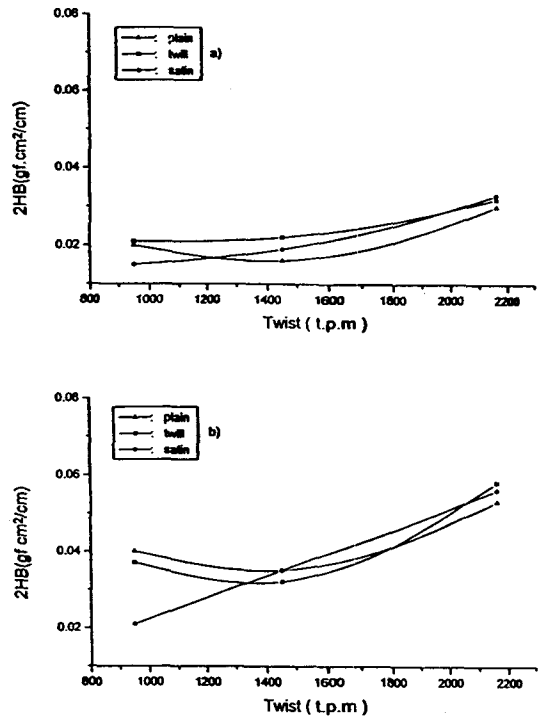 0.08
plain
twill
satin
a)
0.06
2HB(gf.cm²/cm)
0.04
0.02
800 1000 1200 1400 1600 1800 2000 2200
Twist ( t.p.m )
0.08
plain
twill
satin
b)
0.06
2HB(gf cm²/cm)
0.04
0.02
800 1000 1200 1400 1600 1800 2000 2200
Twist ( t.p.m )